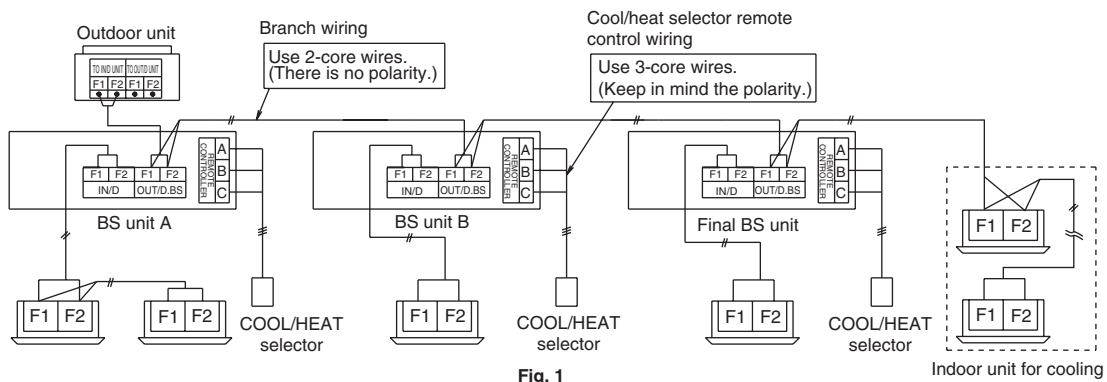 Outdoor unit
TO IN/D UNIT TO OUT/D UNIT
F1 F2 F1 F2
Branch wiring
Use 2-core wires.
(There is no polarity.)
Cool/heat selector remote
control wiring
Use 3-core wires.
(Keep in mind the polarity.)
F1 F2 F1 F2
IN/D OUT/D.BS
REMOTE
CONTROLLER
A
B
C
BS unit A
F1 F2 F1 F2
IN/D OUT/D.BS
REMOTE
CONTROLLER
A
B
C
BS unit B
F1 F2 F1 F2
IN/D OUT/D.BS
REMOTE
CONTROLLER
A
B
C
Final BS unit
F1 F2
F1 F2
COOL/HEAT
selector
F1 F2
COOL/HEAT
selector
F1 F2
COOL/HEAT
selector
F1 F2
F1 F2
Indoor unit for cooling
Fig. 1